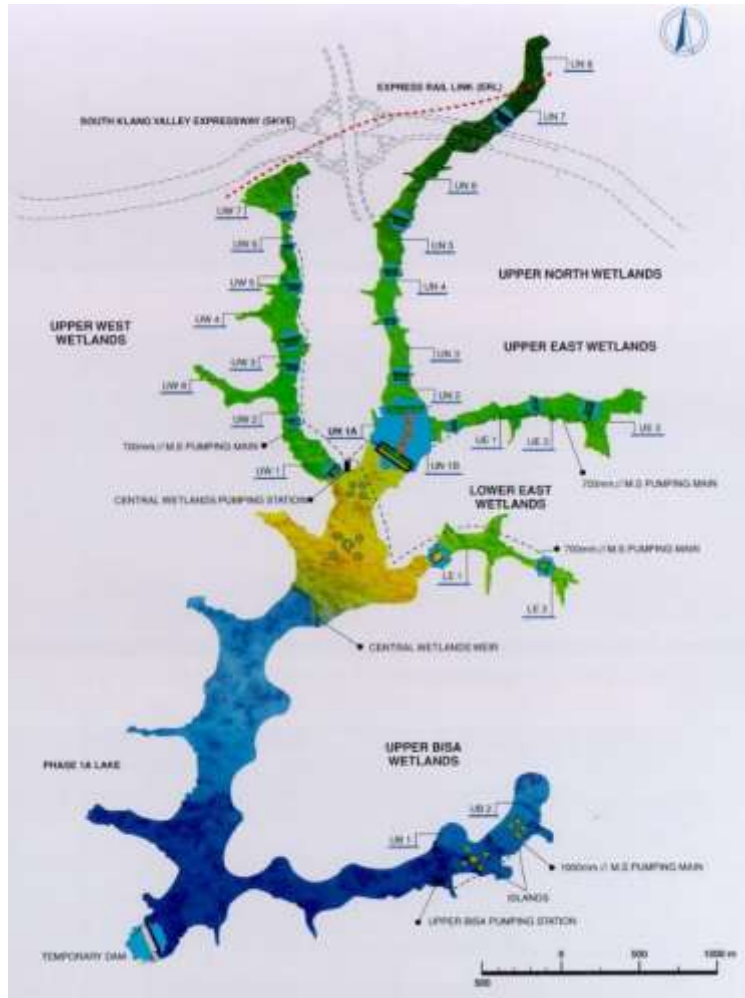 UN 8
EXPRESS RAIL LINK (ERL)
SOUTH KLANG VALLEY EXPRESSWAY (SKVE)
UN 7
UN 6
UW 7
UW 6
UN 5
UPPER NORTH WETLANDS
UW 5
UN 4
UPPER WEST
WETLANDS
UW 4
UPPER EAST WETLANDS
UW 3
UN 3
UW 8
UN 2
UW 2
UN 1A
UE 1
UE 2
UE 3
700mm // M.S PUMPING MAIN
UW 1
UN 1B
700mm // M.S PUMPING MAIN
CENTRAL WETLANDS PUMPING STATION
LOWER EAST
WETLANDS
700mm // M.S PUMPING MAIN
LE 1
LE 2
CENTRAL WETLANDS WEIR
UPPER BISA
WETLANDS
PHASE 1A LAKE
UB 2
UB 1
1000mm // M.S PUMPING MAIN
ISLANDS
UPPER BISA PUMPING STATION
TEMPORARY DAM
500
0
500
1000 m